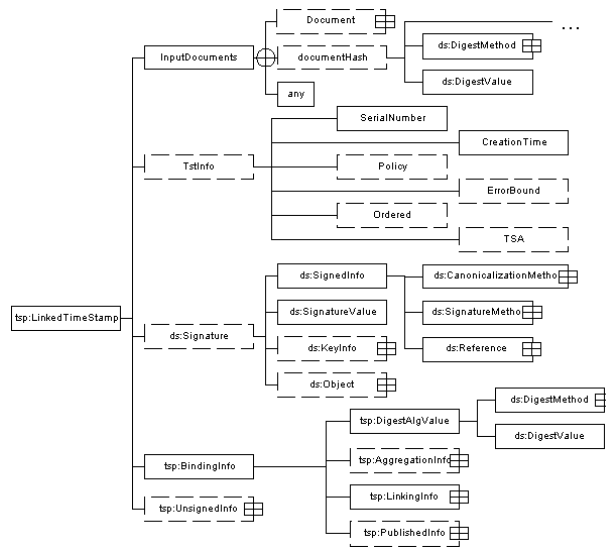 Document
...
InputDocuments
documentHash
ds:DigestMethod
ds:DigestValue
any
SerialNumber
CreationTime
TstInfo
Policy
ErrorBound
Ordered
TSA
ds:SignedInfo
ds:CanonicalizationMetho
tsp:LinkedTimeStamp
ds:SignatureValue
ds:SignatureMetho
ds:Signature
ds:KeyInfo
ds:Reference
ds:Object
tsp:DigestAlgValue
ds:DigestMethod
ds:DigestValue
tsp:BindingInfo
tsp:AggregationInfo
tsp:LinkingInfo
tsp:UnsignedInfo
tsp:PublishedInfo